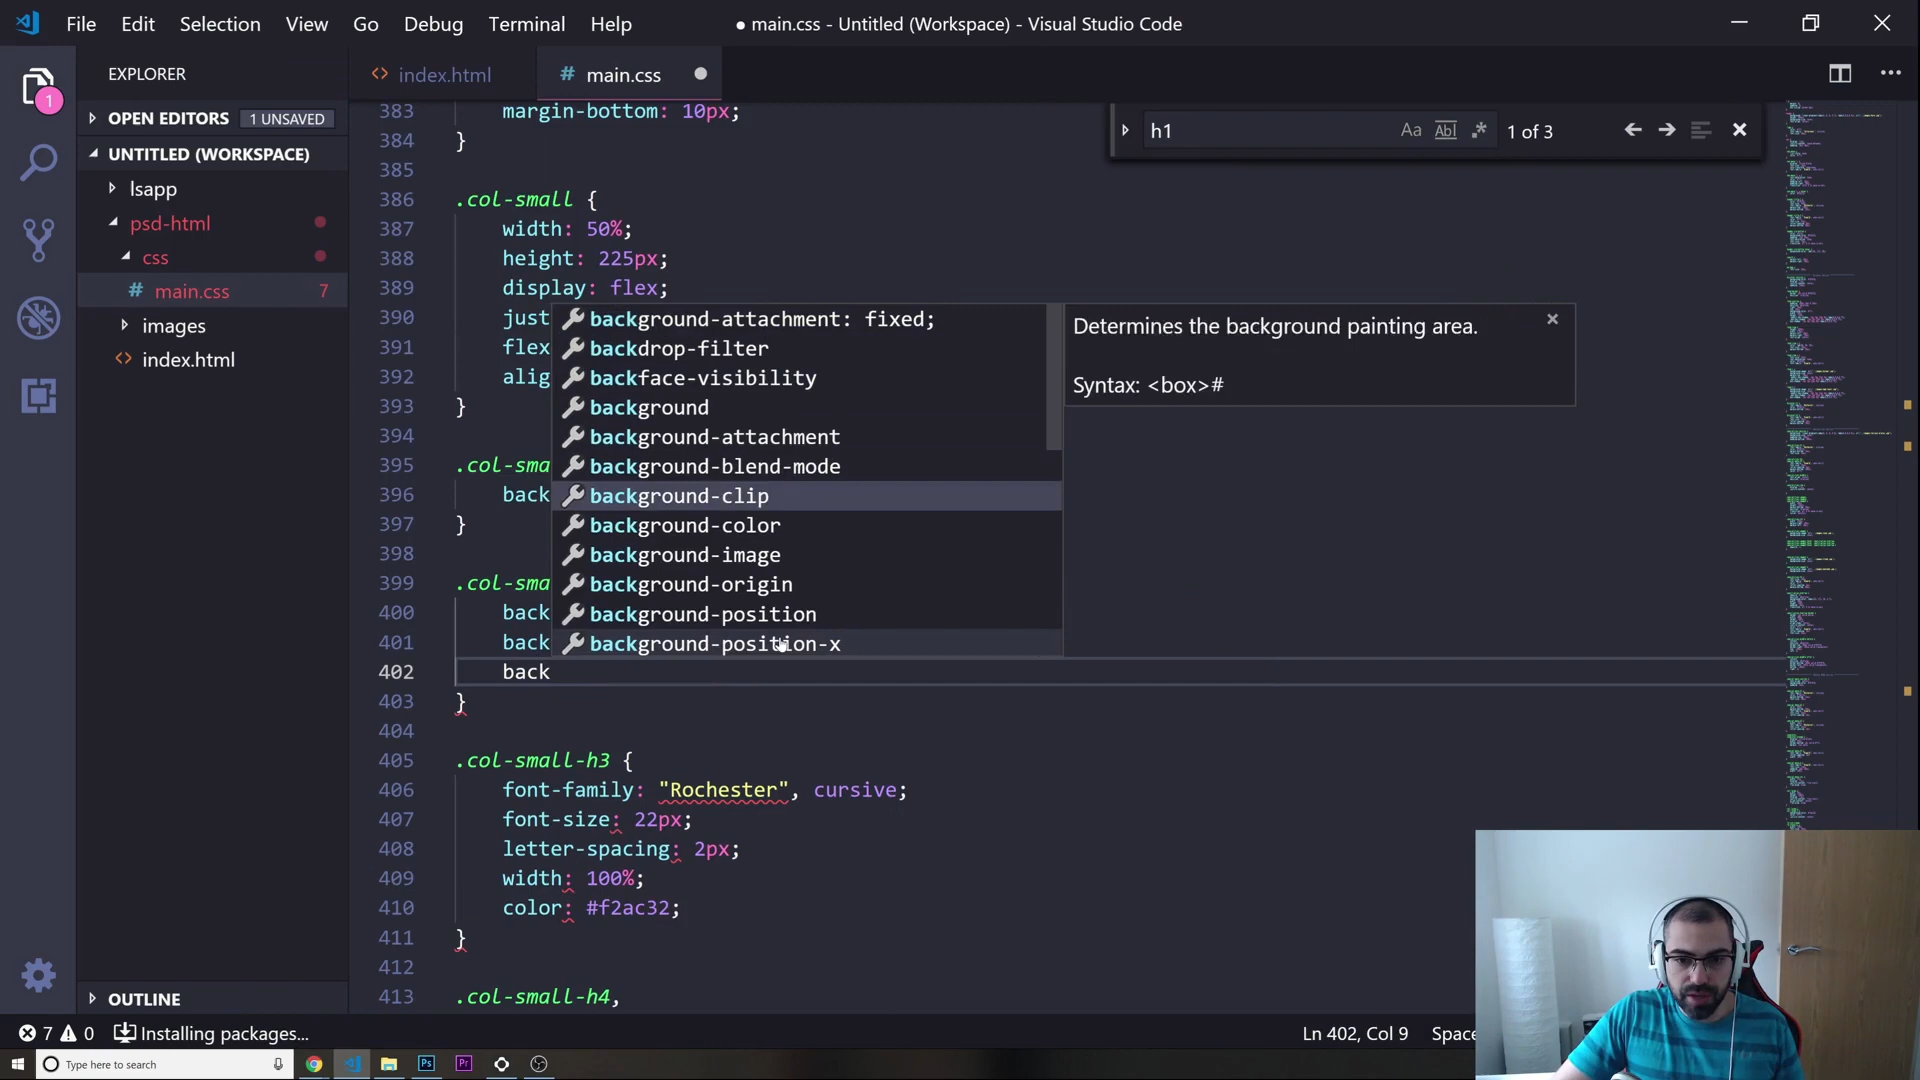 File Edit Selection View Go Debug Terminal Help
● main.css - Untitled (Workspace) - Visual Studio Code
EXPLORER
OPEN EDITORS 1 UNSAVED
UNTITLED (WORKSPACE)
lsapp
psd-html
css
# main.css 7
images
<> index.html
OUTLINE
1
<> index.html
# main.css
h1
Aa Abl .* 1 of 3
383 margin-bottom: 10px;
384 }
385
386 .col-small {
387 width: 50%;
388 height: 225px;
389 display: flex;
390 just
391 flex
392 alig
393 }
394
395 .col-sma
396 back
397 }
398
399 .col-sma
400 back
401 back
402 back
403 }
404
405 .col-small-h3 {
406 font-family: "Rochester", cursive;
407 font-size: 22px;
408 letter-spacing: 2px;
409 width: 100%;
410 color: #f2ac32;
411 }
412
413 .col-small-h4,
background-attachment: fixed;
backdrop-filter
backface-visibility
background
background-attachment
background-blend-mode
background-clip
background-color
background-image
background-origin
background-position
background-position-x
Determines the background painting area.
Syntax: <box>#
7 0 Installing packages...
Ln 402, Col 9 Space
Type here to search
Ps Pr